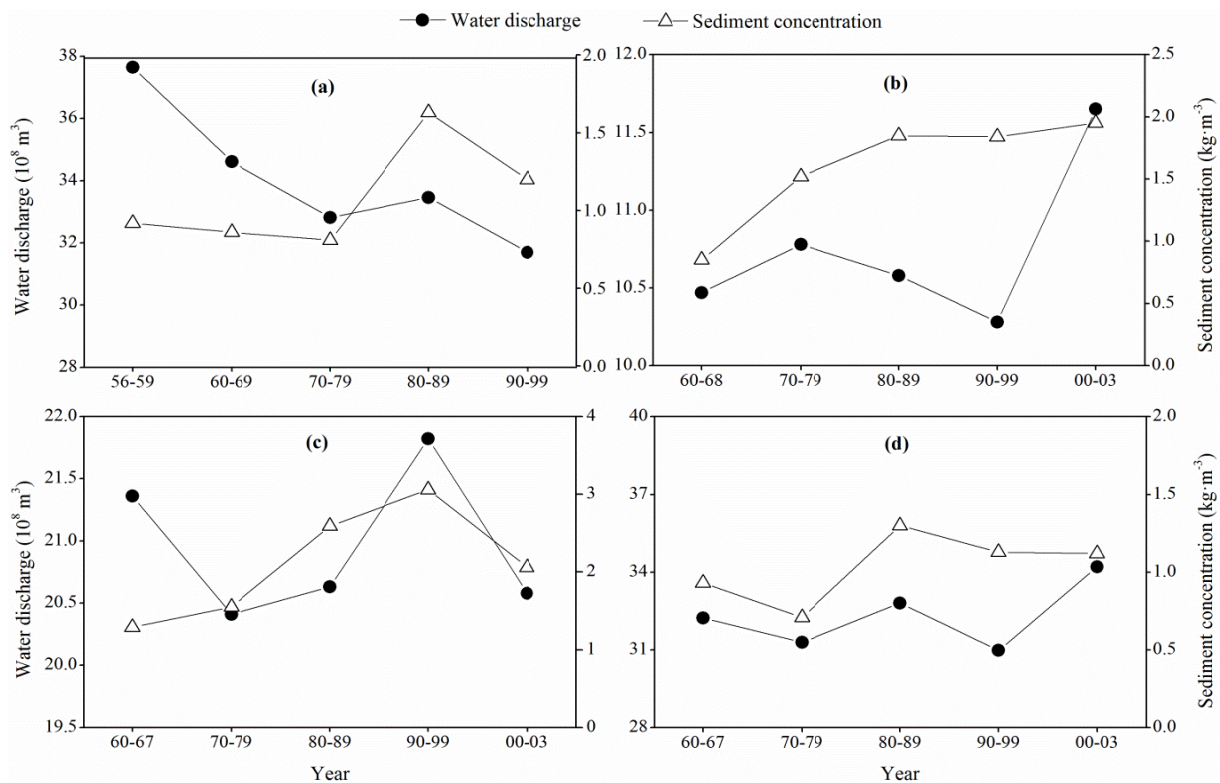 Water discharge
Sediment concentration
(a)
38
36
34
32
30
28
2.0
1.5
1.0
0.5
0.0
56-59 60-69 70-79 80-89 90-99
Water discharge (10⁸ m³)
(b)
12.0
11.5
11.0
10.5
10.0
2.5
2.0
1.5
1.0
0.5
0.0
60-68 70-79 80-89 90-99 00-03
Sediment concentration (kg·m⁻³)
(c)
22.0
21.5
21.0
20.5
20.0
19.5
4
3
2
1
0
60-67 70-79 80-89 90-99 00-03
Water discharge (10⁸ m³)
Year
(d)
40
37
34
31
28
2.0
1.5
1.0
0.5
0.0
60-67 70-79 80-89 90-99 00-03
Sediment concentration (kg·m⁻³)
Year